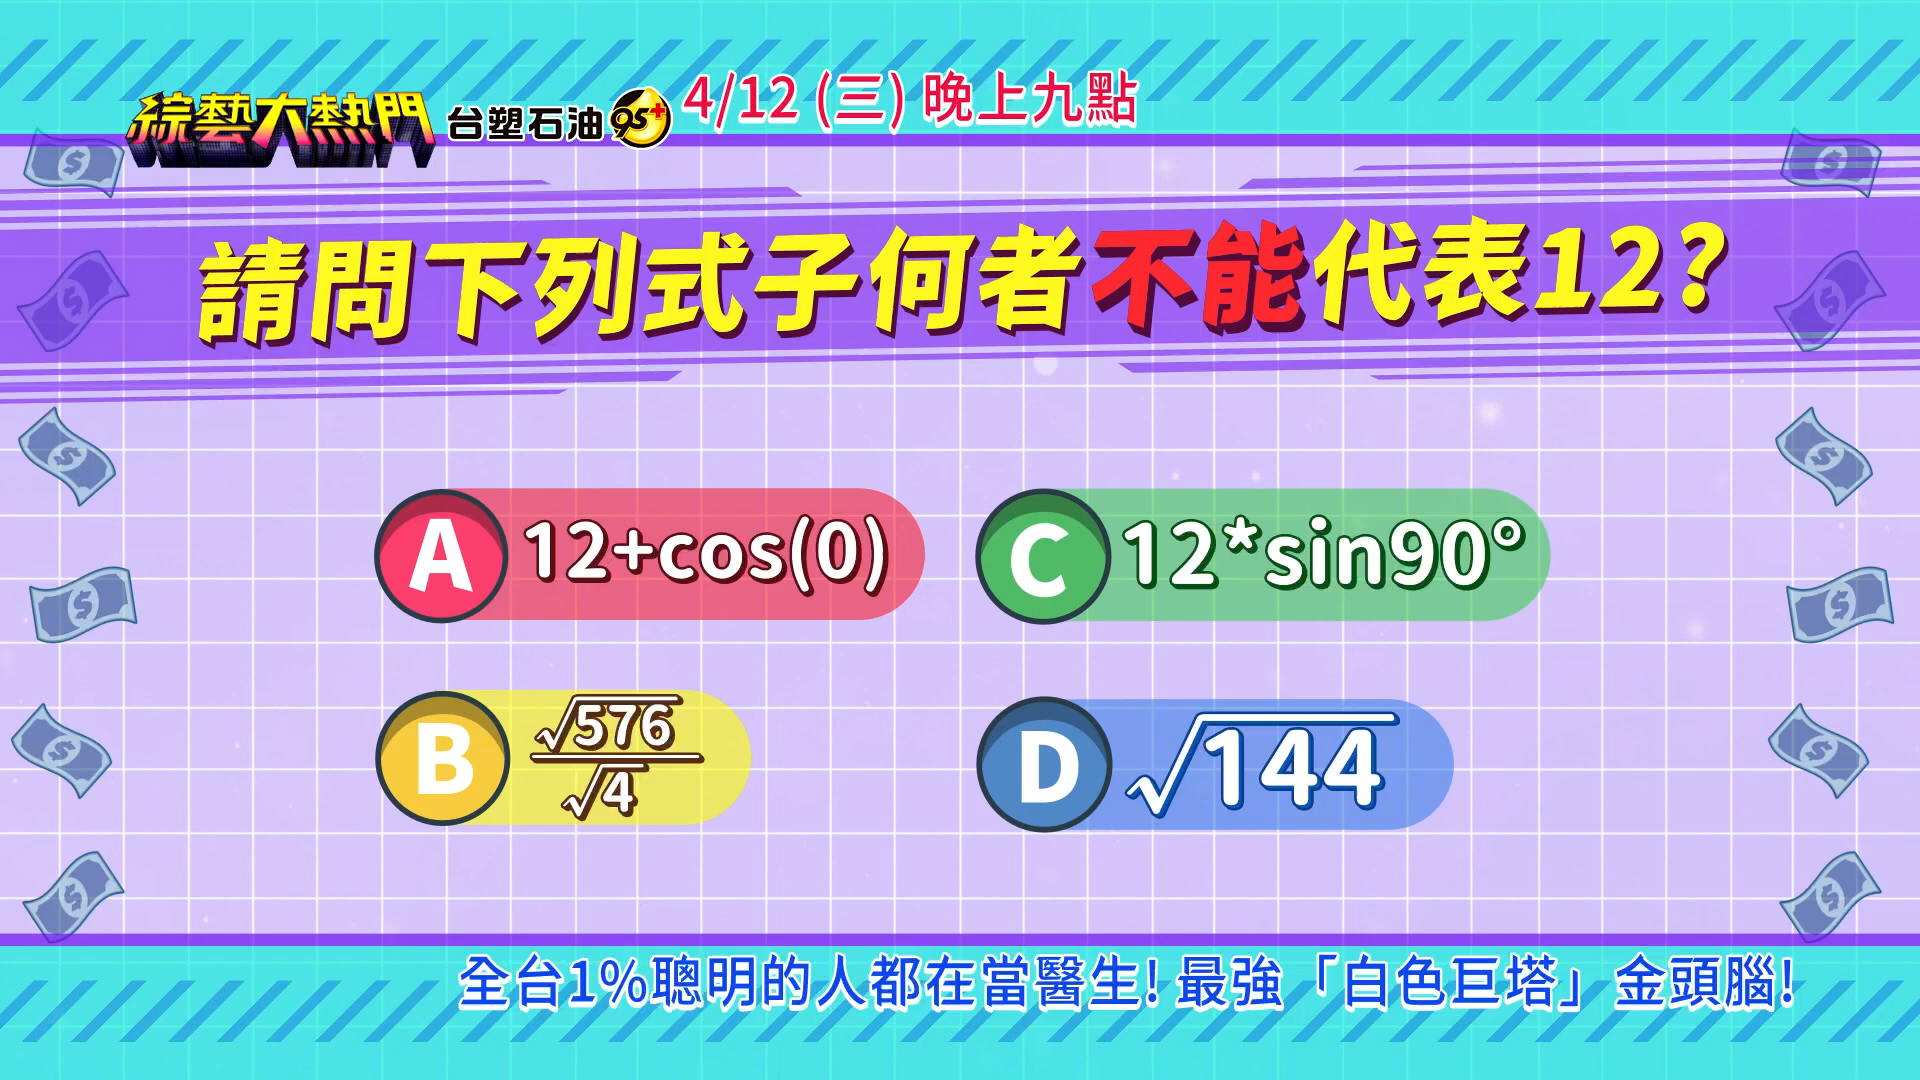 綜藝大熱門 台塑石油 95+ 4/12 (三) 晚上九點
請問下列式子何者不能代表12?
A 12+cos(0)
C 12*sin90°
B √576/√4
D √144
全台1%聰明的人都在當醫生! 最強「白色巨塔」金頭腦!